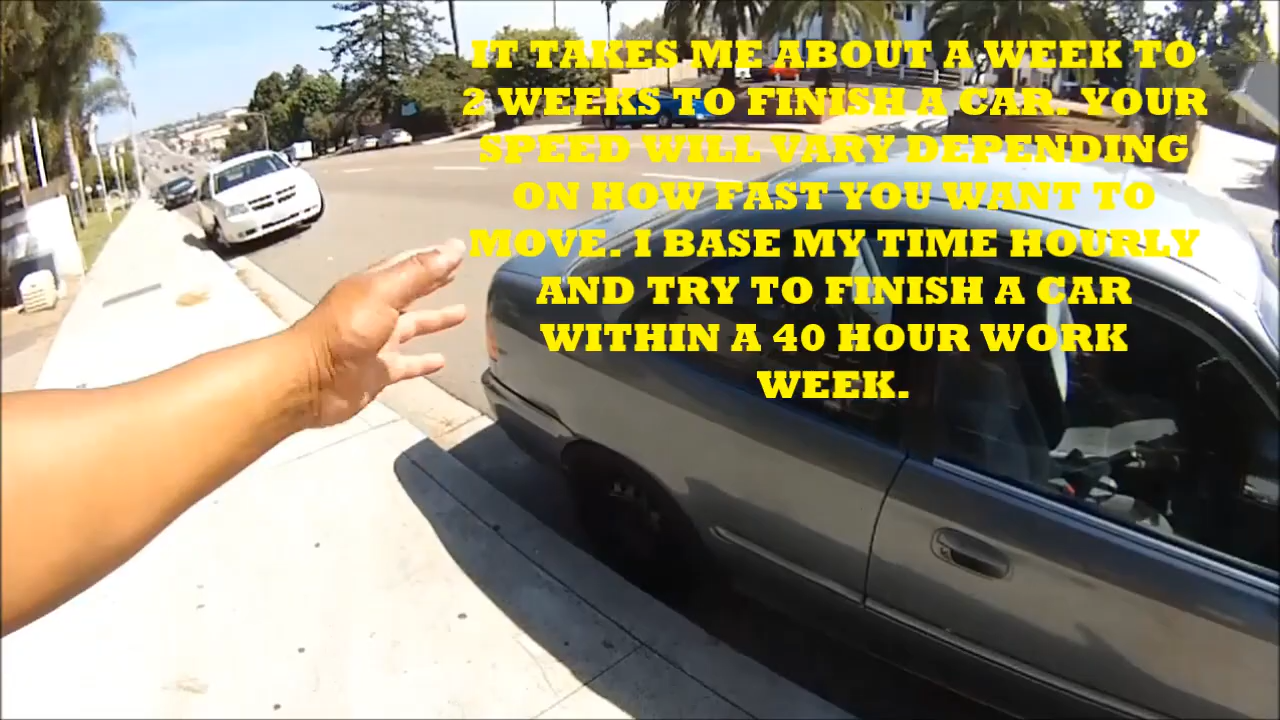 IT TAKES ME ABOUT A WEEK TO
2 WEEKS TO FINISH A CAR. YOUR
SPEED WILL VARY DEPENDING
ON HOW FAST YOU WANT TO
MOVE. I BASE MY TIME HOURLY
AND TRY TO FINISH A CAR
WITHIN A 40 HOUR WORK
WEEK.